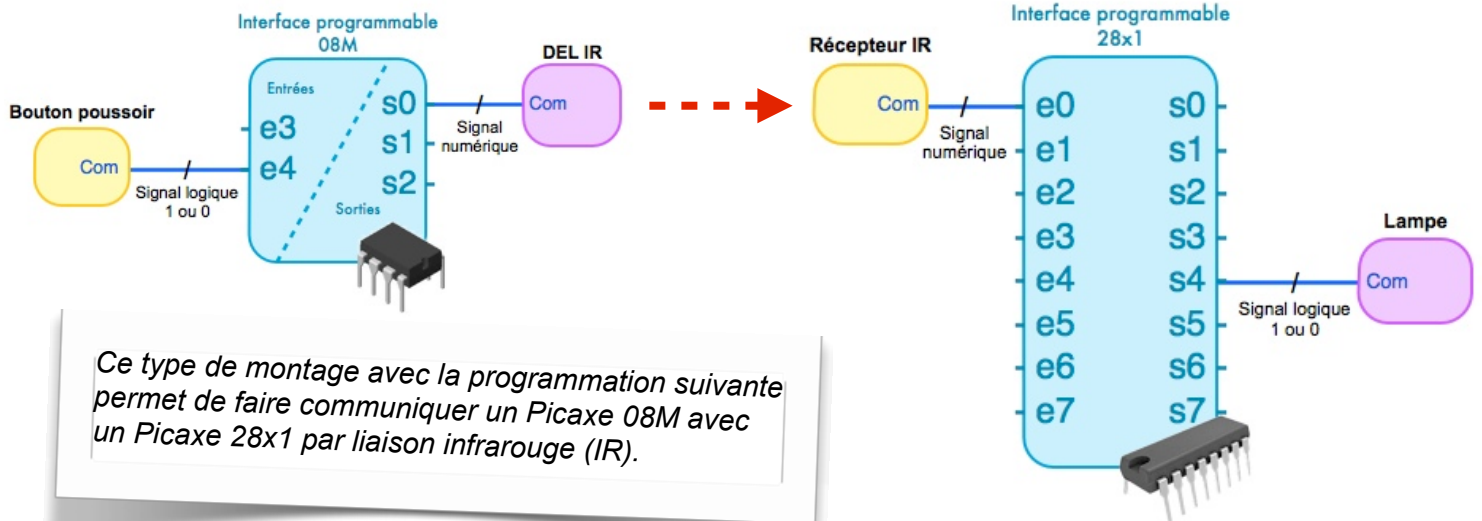 Interface programmable
08M
Entrées
e3
e4
s0
s1
s2
Sorties
Bouton poussoir
Com
Signal logique
1 ou 0
DEL IR
Com
Signal
numérique
Récepteur IR
Com
Signal
numérique
Interface programmable
28x1
e0
e1
e2
e3
e4
e5
e6
e7
s0
s1
s2
s3
s4
s5
s6
s7
Lampe
Com
Signal logique
1 ou 0
Ce type de montage avec la programmation suivante
permet de faire communiquer un Picaxe 08M avec
un Picaxe 28x1 par liaison infrarouge (IR).